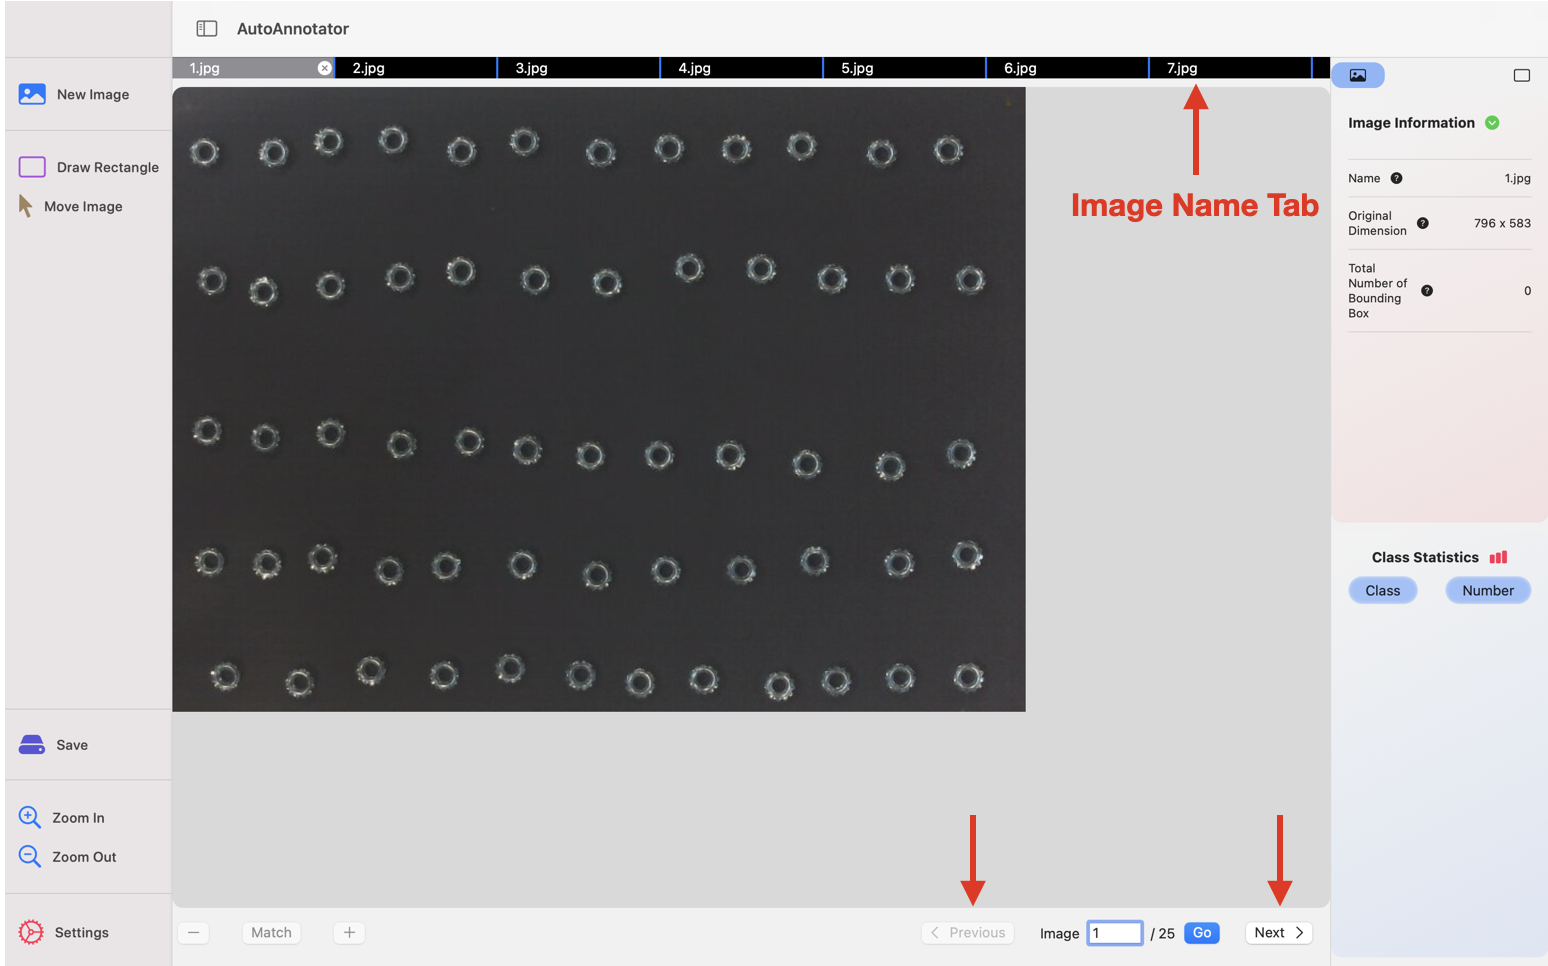 AutoAnnotator
1.jpg
2.jpg
3.jpg
4.jpg
5.jpg
6.jpg
7.jpg
New Image
Draw Rectangle
Move Image
Save
Zoom In
Zoom Out
Settings
Image Name Tab
Image Information
Name ? 1.jpg
Original
Dimension ? 796 x 583
Total
Number of
Bounding
Box ? 0
Class Statistics
Class Number
− Match + Previous Image 1 / 25 Go Next